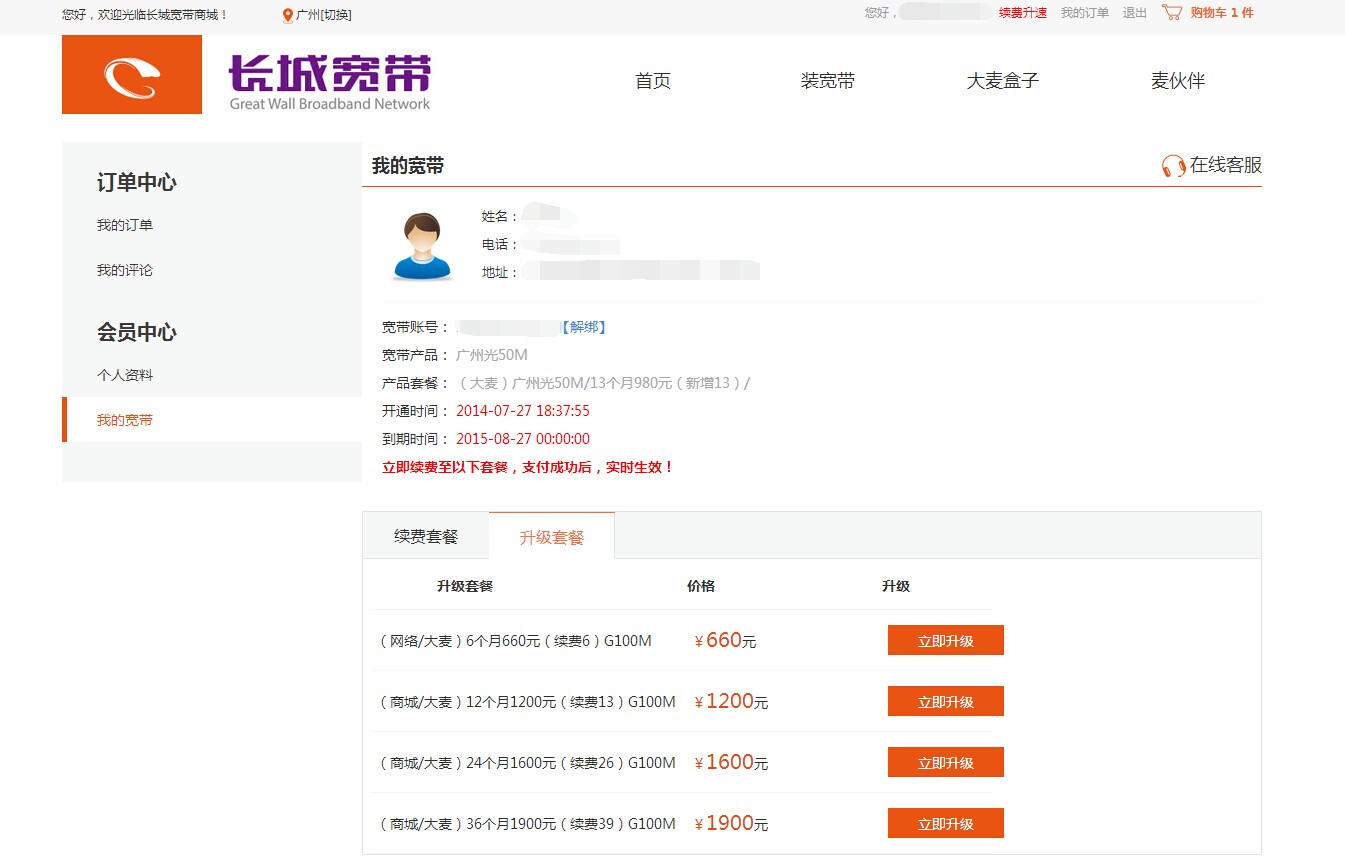 您好，欢迎光临长城宽带商城！ 广州[切换] 您好， 续费升速 我的订单 退出 购物车 1 件
长城宽带
Great Wall Broadband Network
首页 装宽带 大麦盒子 麦伙伴
订单中心
我的订单
我的评论
会员中心
个人资料
我的宽带
我的宽带 在线客服
姓名：
电话：
地址：
宽带账号： 【解绑】
宽带产品： 广州光50M
产品套餐： （大麦）广州光50M/13个月980元（新增13）/
开通时间： 2014-07-27 18:37:55
到期时间： 2015-08-27 00:00:00
立即续费至以下套餐，支付成功后，实时生效！
续费套餐 升级套餐
升级套餐 价格 升级
（网络/大麦）6个月660元（续费6）G100M ￥660元 立即升级
（商城/大麦）12个月1200元（续费13）G100M ￥1200元 立即升级
（商城/大麦）24个月1600元（续费26）G100M ￥1600元 立即升级
（商城/大麦）36个月1900元（续费39）G100M ￥1900元 立即升级